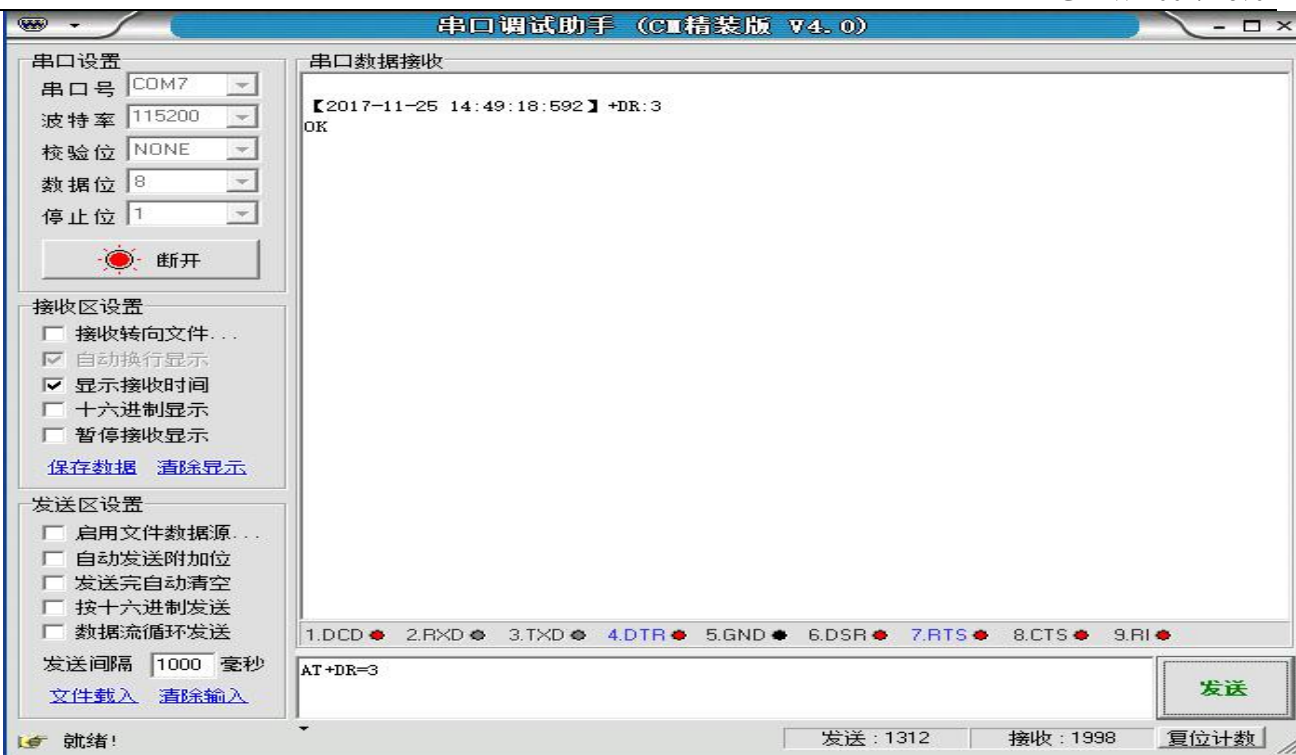 串口调试助手 (CM精装版 V4.0)
串口设置
串口号 COM7
波特率 115200
校验位 NONE
数据位 8
停止位 1
断开
接收区设置
接收转向文件...
自动换行显示
显示接收时间
十六进制显示
暂停接收显示
保存数据 清除显示
发送区设置
启用文件数据源...
自动发送附加位
发送完自动清空
按十六进制发送
数据流循环发送
发送间隔 1000 毫秒
文件载入 清除输入
串口数据接收
【2017-11-25 14:49:18:592】+DR:3
OK
1.DCD 2.RXD 3.TXD 4.DTR 5.GND 6.DSR 7.RTS 8.CTS 9.RI
AT+DR=3
发送
就绪!
发送:1312 接收:1998 复位计数